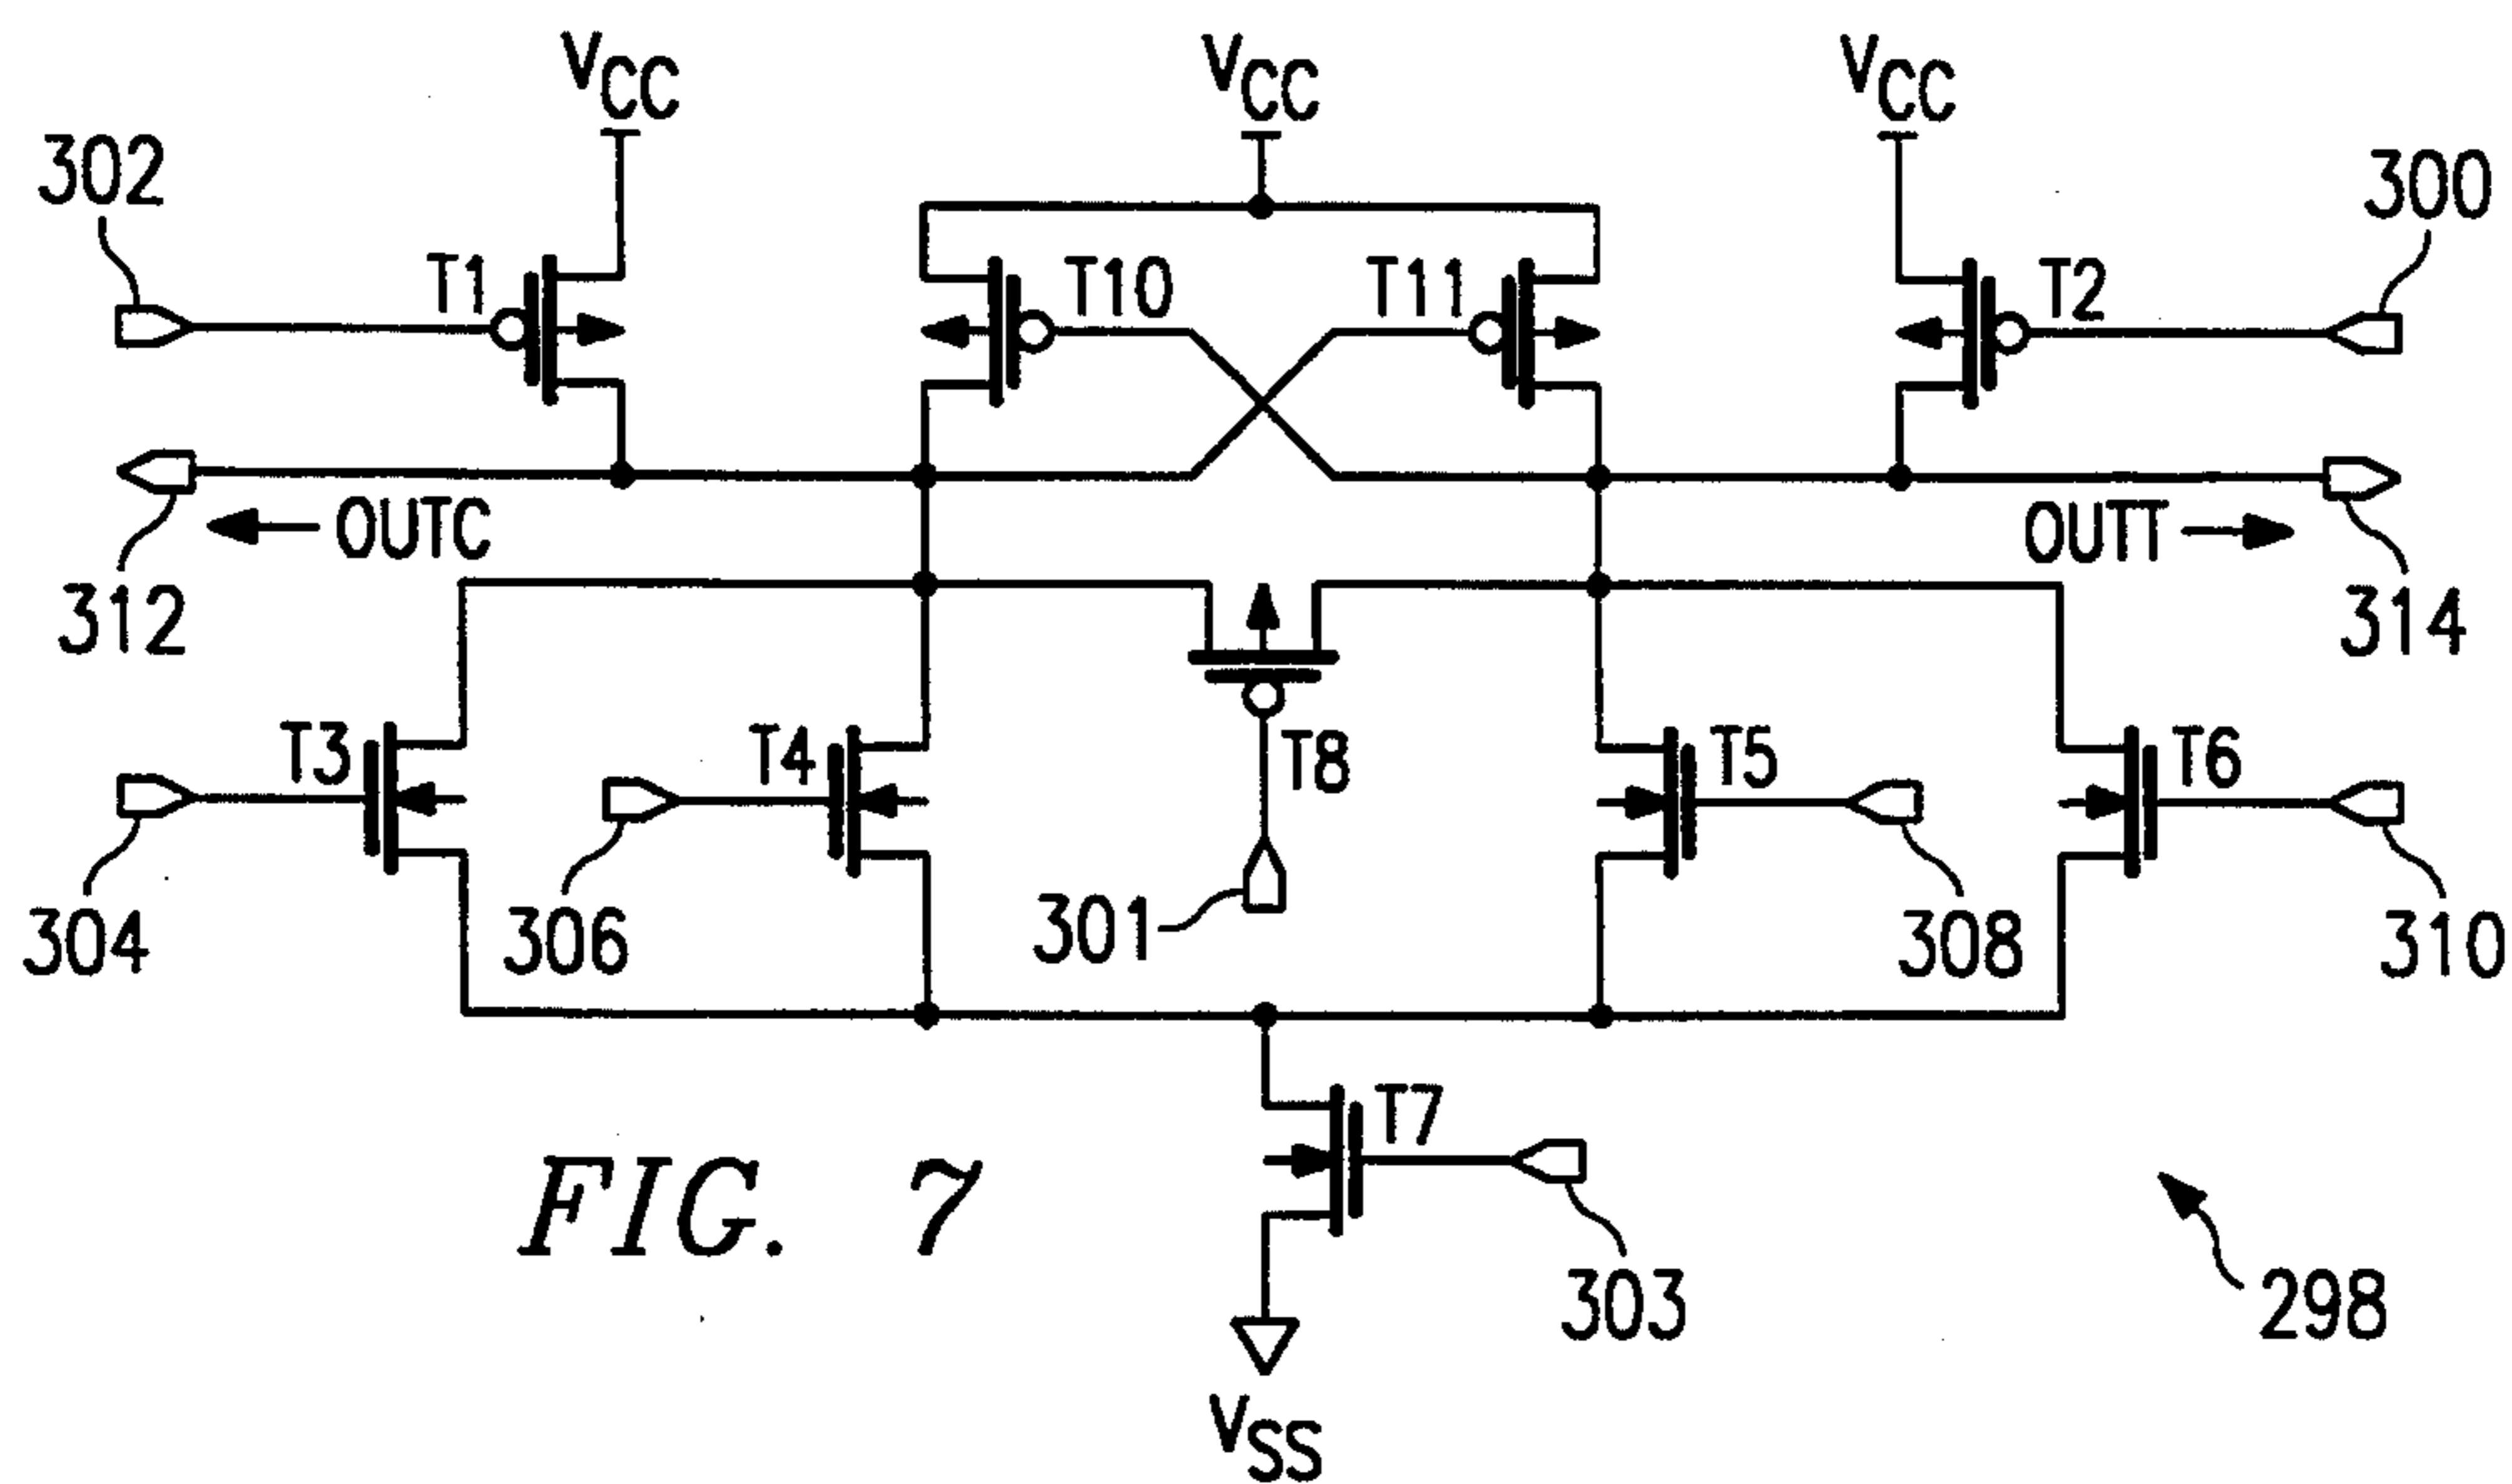 VCC VCC VCC
302 300
T1 T10 T11 T2
OUTC OUTT
312 314
T3 T4 T8 T5 T6
304 306 301 308 310
T7
FIG. 7
303 298
VSS